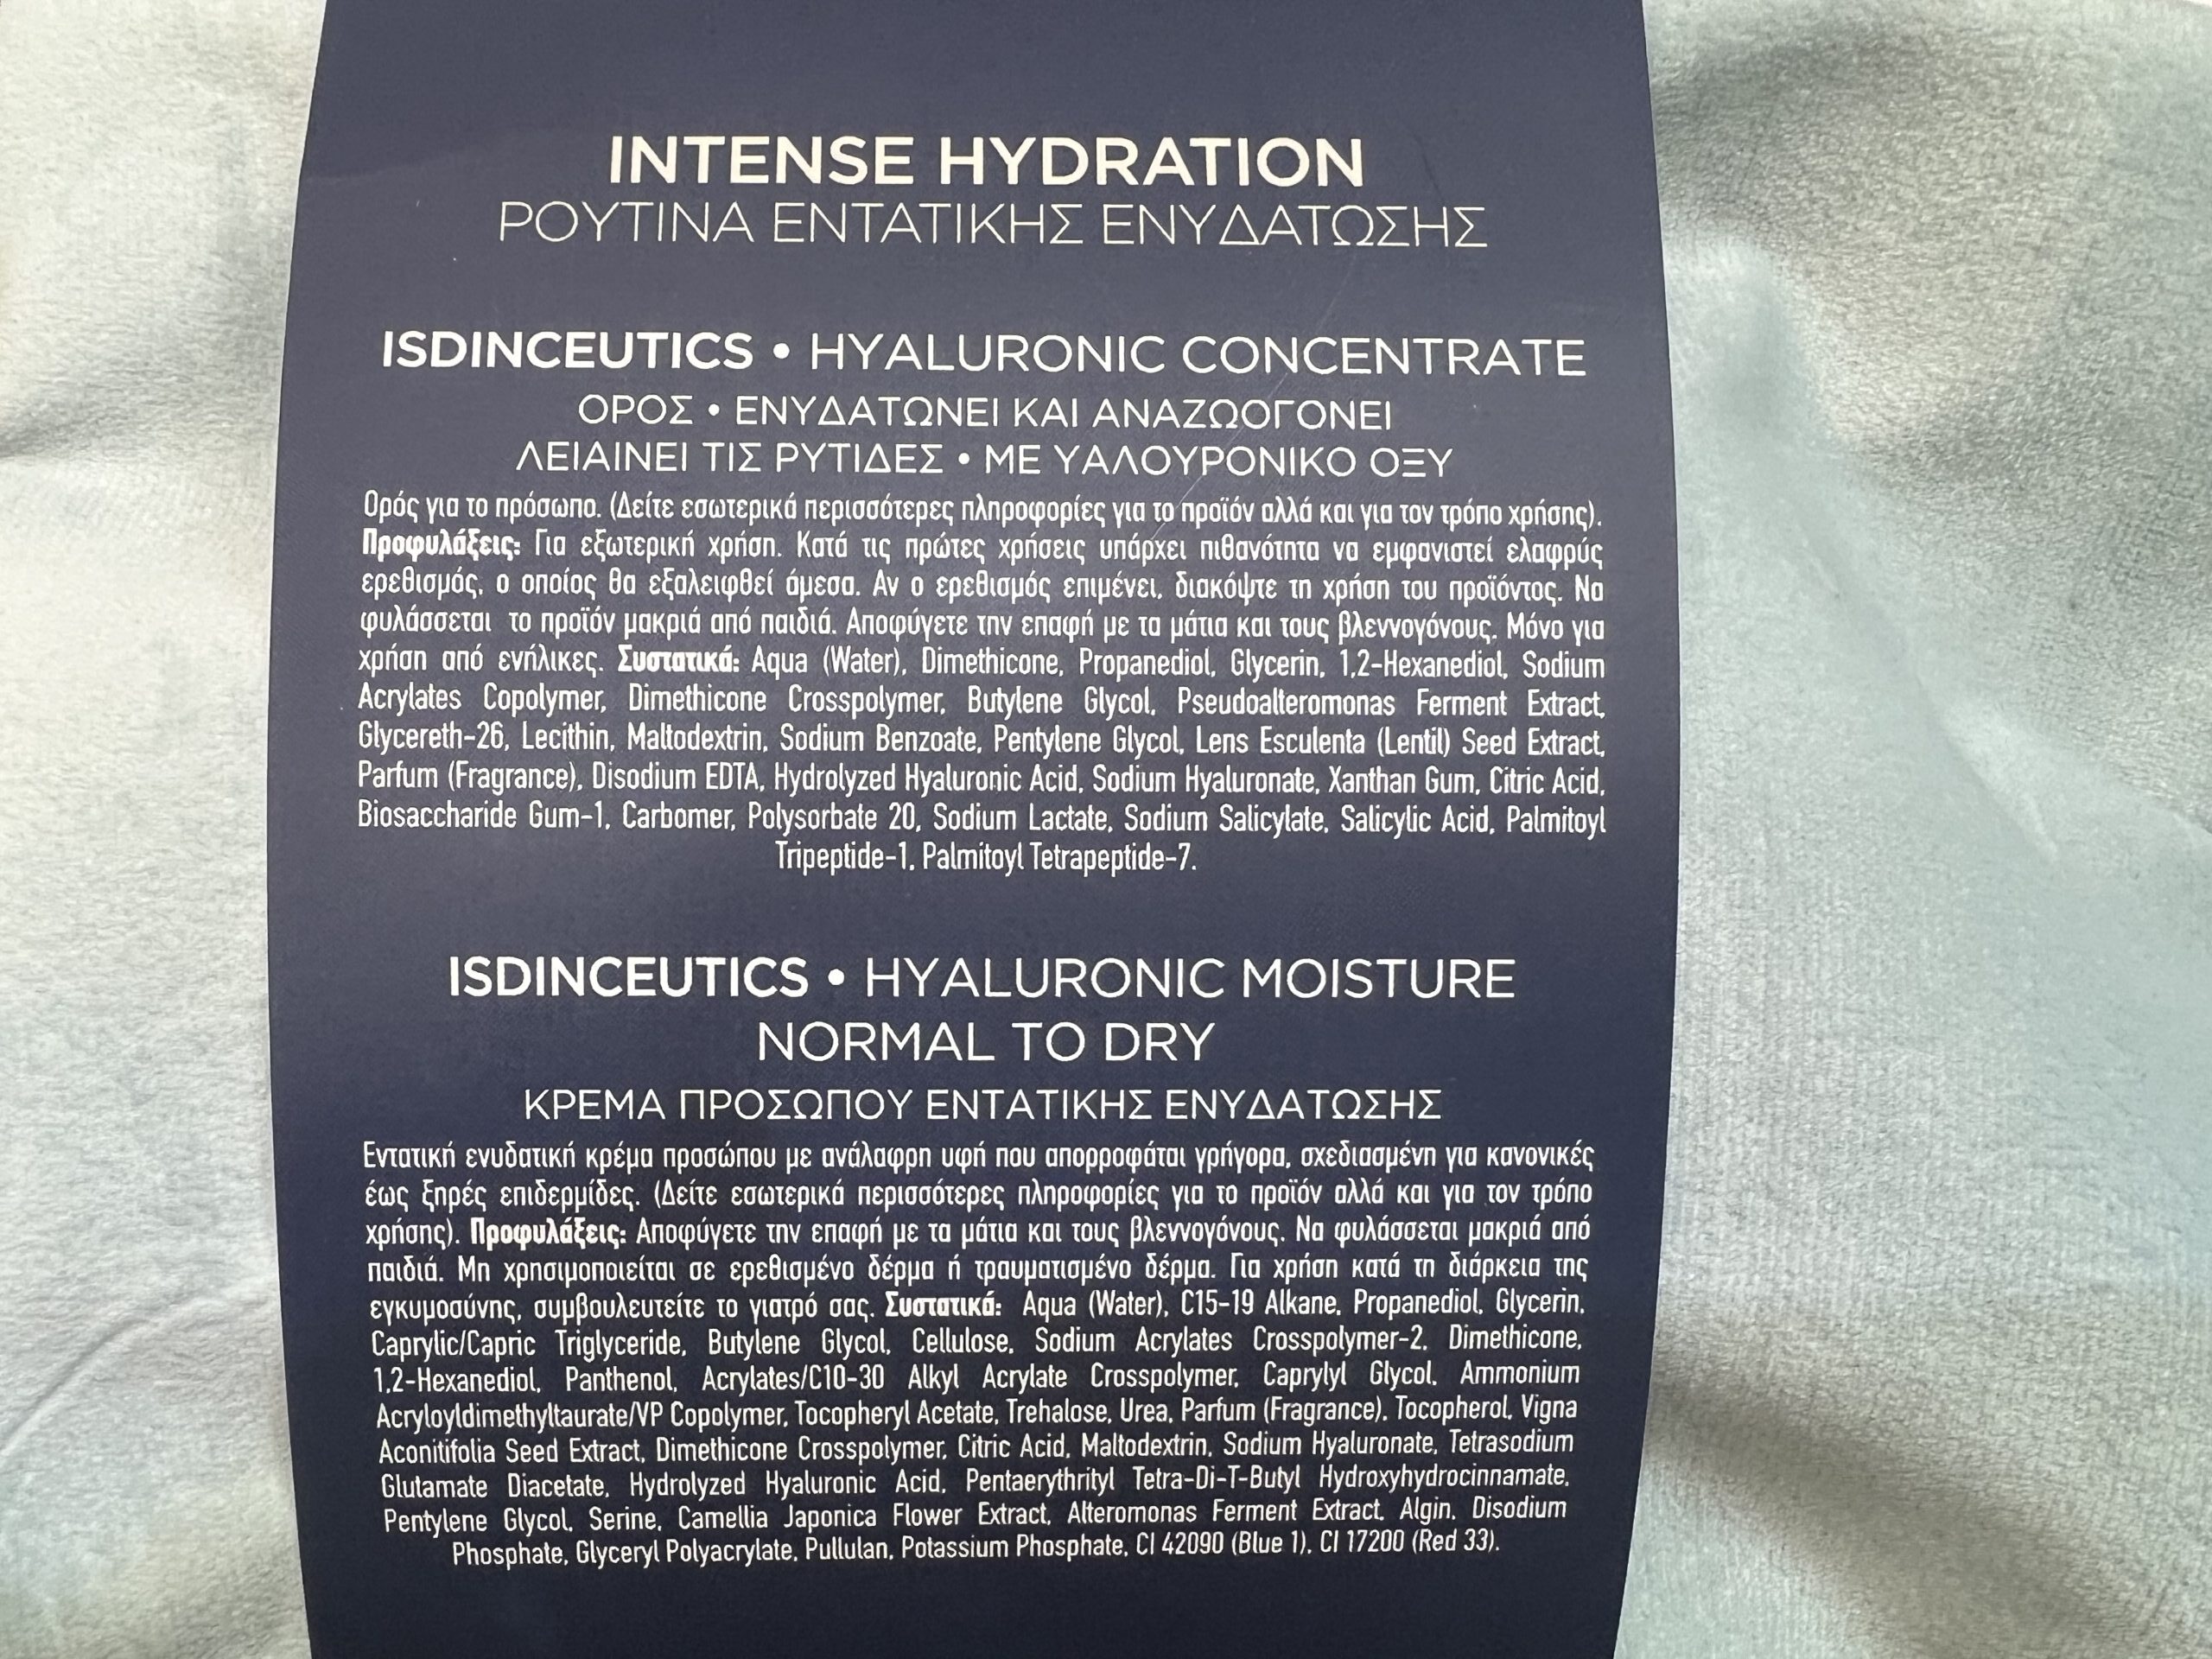 INTENSE HYDRATION
ΡΟΥΤΙΝΑ ΕΝΤΑΤΙΚΗΣ ΕΝΥΔΑΤΩΣΗΣ
ISDINCEUTICS • HYALURONIC CONCENTRATE
ΟΡΟΣ • ΕΝΥΔΑΤΩΝΕΙ ΚΑΙ ΑΝΑΖΩΟΓΟΝΕΙ
ΛΕΙΑΙΝΕΙ ΤΙΣ ΡΥΤΙΔΕΣ • ΜΕ ΥΑΛΟΥΡΟΝΙΚΟ ΟΞΥ
Ορός για το πρόσωπο. (Δείτε εσωτερικά περισσότερες πληροφορίες για το προϊόν αλλά και για τον τρόπο χρήσης).
Προφυλάξεις: Για εξωτερική χρήση. Κατά τις πρώτες χρήσεις υπάρχει πιθανότητα να εμφανιστεί ελαφρύς
ερεθισμός, ο οποίος θα εξαλειφθεί άμεσα. Αν ο ερεθισμός επιμένει, διακόψτε τη χρήση του προϊόντος. Να
φυλάσσεται το προϊόν μακριά από παιδιά. Αποφύγετε την επαφή με τα μάτια και τους βλεννογόνους. Μόνο για
χρήση από ενήλικες. Συστατικά: Aqua (Water), Dimethicone, Propanediol, Glycerin, 1,2-Hexanediol, Sodium
Acrylates Copolymer, Dimethicone Crosspolymer, Butylene Glycol, Pseudoalteromonas Ferment Extract,
Glycereth-26, Lecithin, Maltodextrin, Sodium Benzoate, Pentylene Glycol, Lens Esculenta (Lentil) Seed Extract,
Parfum (Fragrance), Disodium EDTA, Hydrolyzed Hyaluronic Acid, Sodium Hyaluronate, Xanthan Gum, Citric Acid,
Biosaccharide Gum-1, Carbomer, Polysorbate 20, Sodium Lactate, Sodium Salicylate, Salicylic Acid, Palmitoyl
Tripeptide-1, Palmitoyl Tetrapeptide-7.
ISDINCEUTICS • HYALURONIC MOISTURE
NORMAL TO DRY
ΚΡΕΜΑ ΠΡΟΣΩΠΟΥ ΕΝΤΑΤΙΚΗΣ ΕΝΥΔΑΤΩΣΗΣ
Εντατική ενυδατική κρέμα προσώπου με ανάλαφρη υφή που απορροφάται γρήγορα, σχεδιασμένη για κανονικές
έως ξηρές επιδερμίδες. (Δείτε εσωτερικά περισσότερες πληροφορίες για το προϊόν αλλά και για τον τρόπο
χρήσης). Προφυλάξεις: Αποφύγετε την επαφή με τα μάτια και τους βλεννογόνους. Να φυλάσσεται μακριά από
παιδιά. Μη χρησιμοποιείται σε ερεθισμένο δέρμα ή τραυματισμένο δέρμα. Για χρήση κατά τη διάρκεια της
εγκυμοσύνης, συμβουλευτείτε το γιατρό σας. Συστατικά: Aqua (Water), C15-19 Alkane, Propanediol, Glycerin,
Caprylic/Capric Triglyceride, Butylene Glycol, Cellulose, Sodium Acrylates Crosspolymer-2, Dimethicone,
1,2-Hexanediol, Panthenol, Acrylates/C10-30 Alkyl Acrylate Crosspolymer, Caprylyl Glycol, Ammonium
Acryloyldimethyltaurate/VP Copolymer, Tocopheryl Acetate, Trehalose, Urea, Parfum (Fragrance), Tocopherol, Vigna
Aconitifolia Seed Extract, Dimethicone Crosspolymer, Citric Acid, Maltodextrin, Sodium Hyaluronate, Tetrasodium
Glutamate Diacetate, Hydrolyzed Hyaluronic Acid, Pentaerythrityl Tetra-Di-T-Butyl Hydroxyhydrocinnamate,
Pentylene Glycol, Serine, Camellia Japonica Flower Extract, Alteromonas Ferment Extract, Algin, Disodium
Phosphate, Glyceryl Polyacrylate, Pullulan, Potassium Phosphate, CI 42090 (Blue 1), CI 17200 (Red 33).